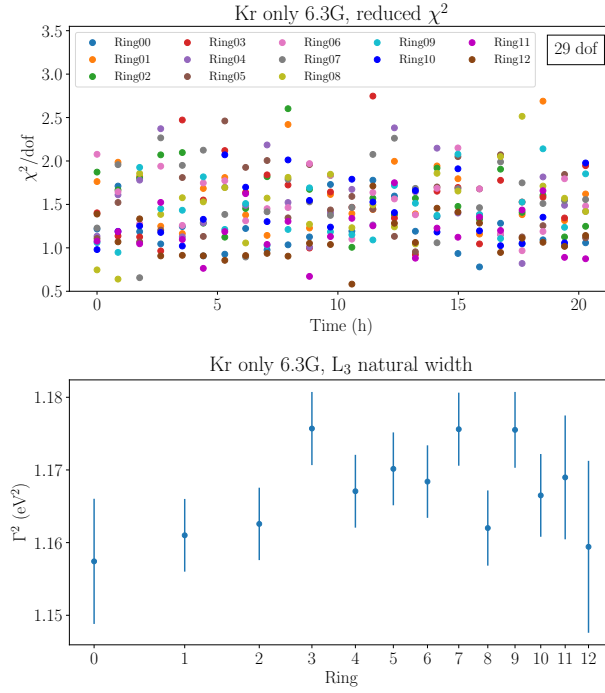 Kr only 6.3G, reduced χ²
3.5
3.0
2.5
2.0
1.5
1.0
0.5
χ²/dof
Ring00 Ring03 Ring06 Ring09 Ring11
Ring01 Ring04 Ring07 Ring10 Ring12
Ring02 Ring05 Ring08
29 dof
0 5 10 15 20
Time (h)
Kr only 6.3G, L₃ natural width
1.18
1.17
1.16
1.15
Γ² (eV²)
0 1 2 3 4 5 6 7 8 9 10 11 12
Ring